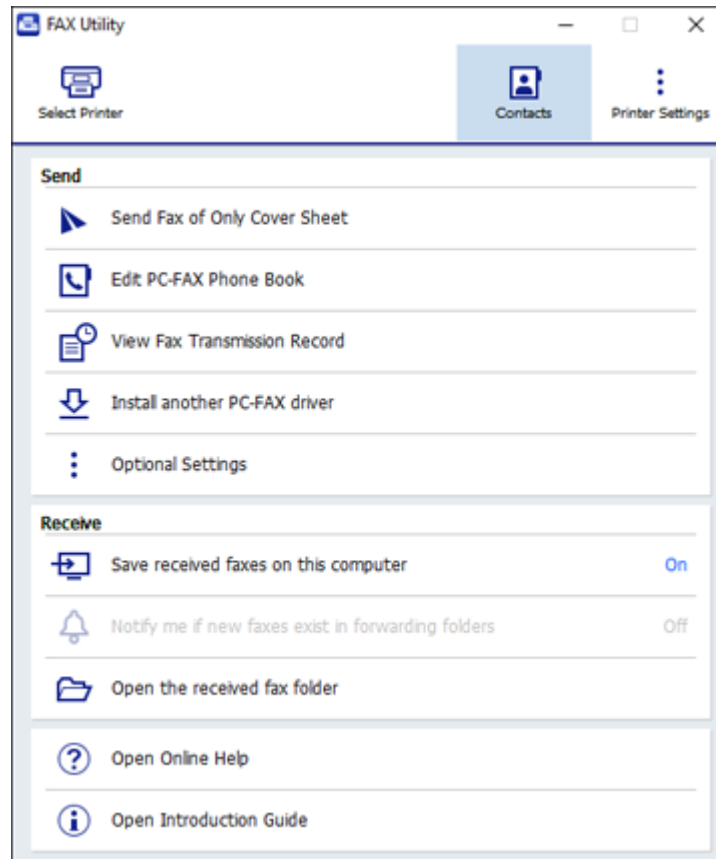 FAX Utility
Select Printer
Contacts
Printer Settings
Send
Send Fax of Only Cover Sheet
Edit PC-FAX Phone Book
View Fax Transmission Record
Install another PC-FAX driver
Optional Settings
Receive
Save received faxes on this computer On
Notify me if new faxes exist in forwarding folders Off
Open the received fax folder
Open Online Help
Open Introduction Guide